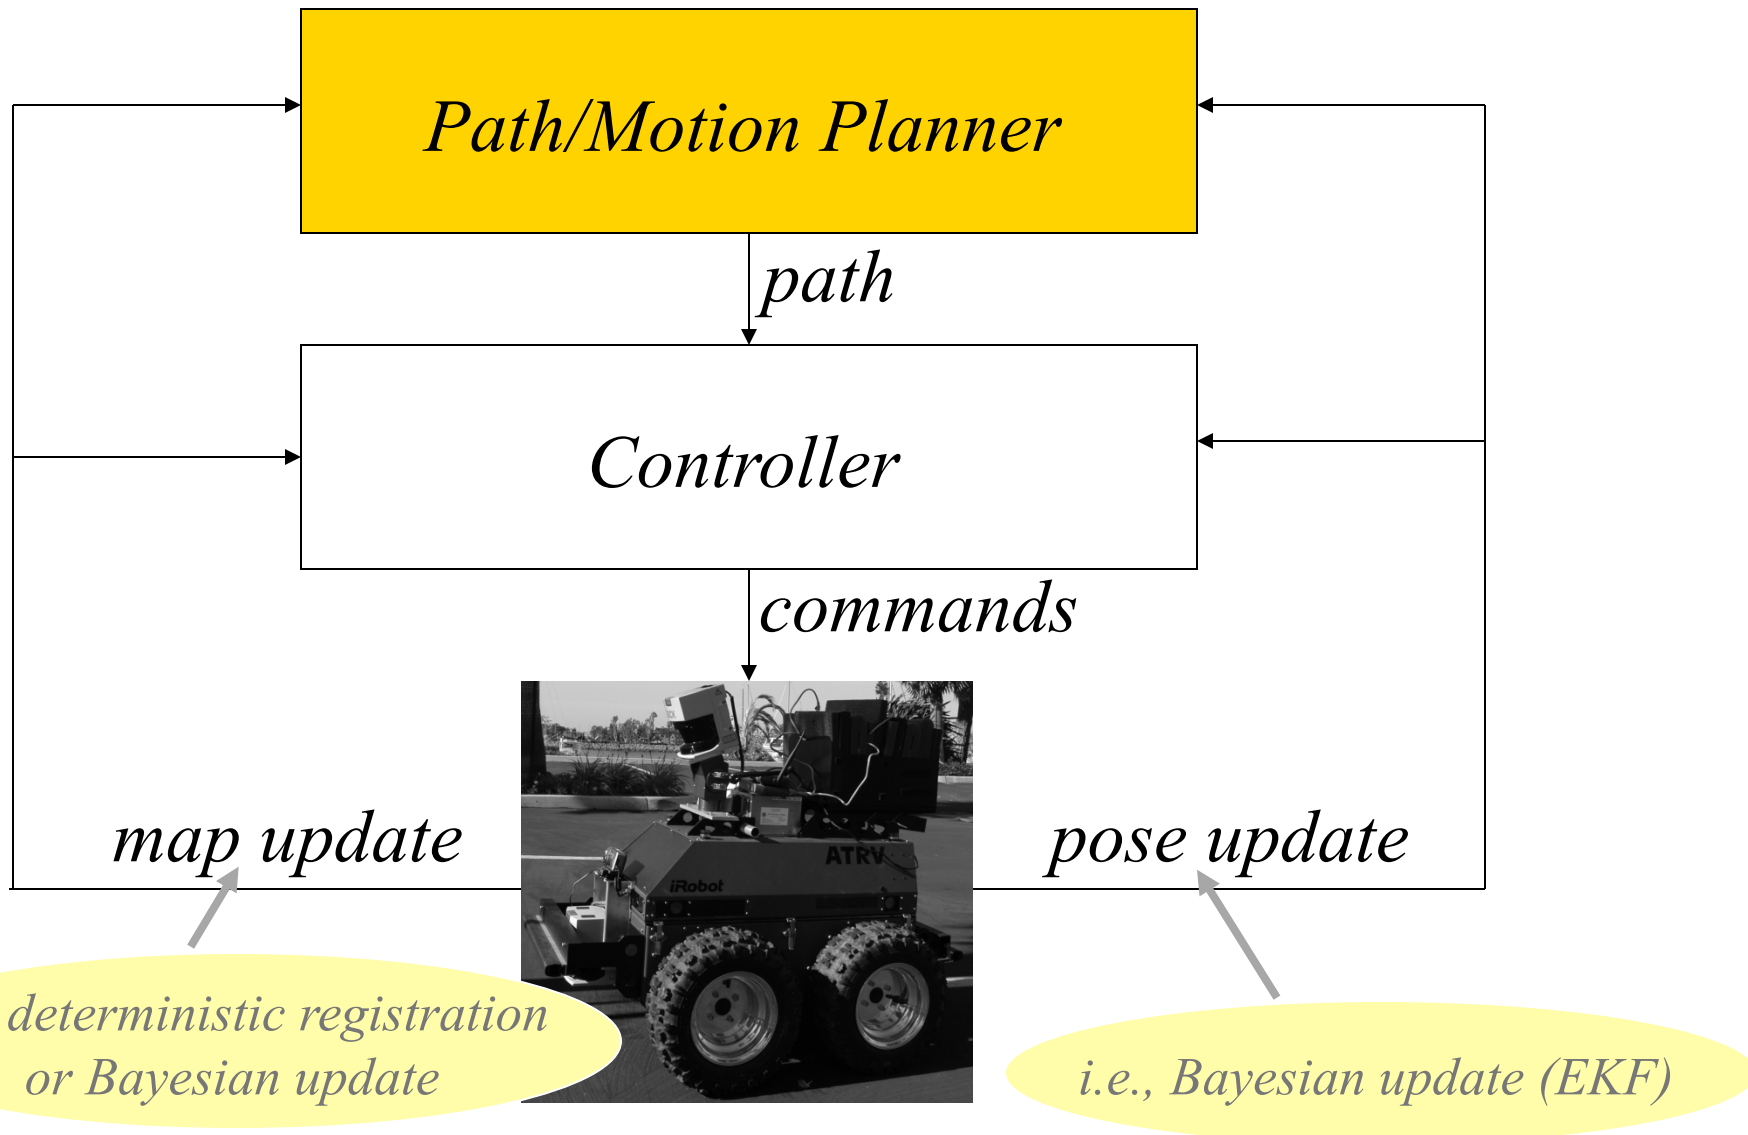 Path/Motion Planner
path
Controller
commands
map update
pose update
ATRV
iRobot
deterministic registration
or Bayesian update
i.e., Bayesian update (EKF)